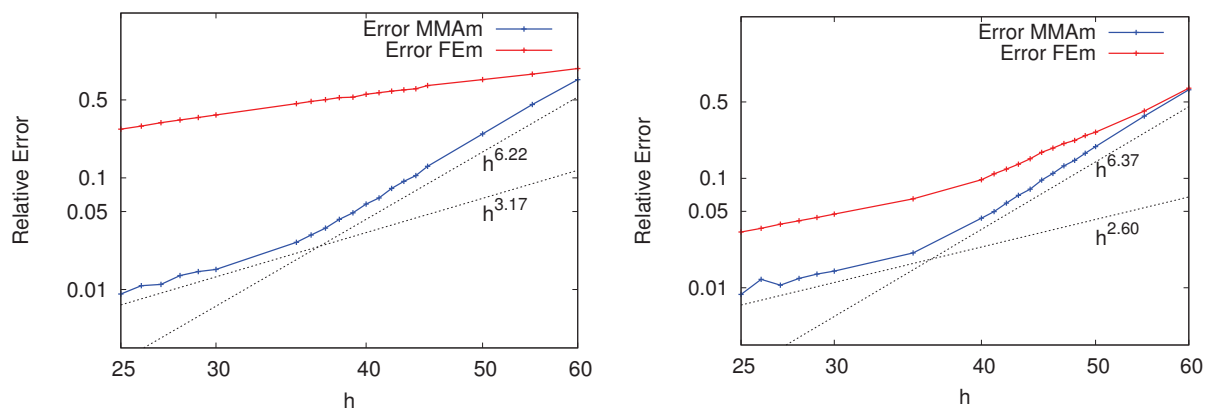 Error MMAm
Error FEm
0.5
0.1
0.05
0.01
Relative Error
h^6.22
h^3.17
25 30 40 50 60
h
Error MMAm
Error FEm
0.5
0.1
0.05
0.01
Relative Error
h^6.37
h^2.60
25 30 40 50 60
h